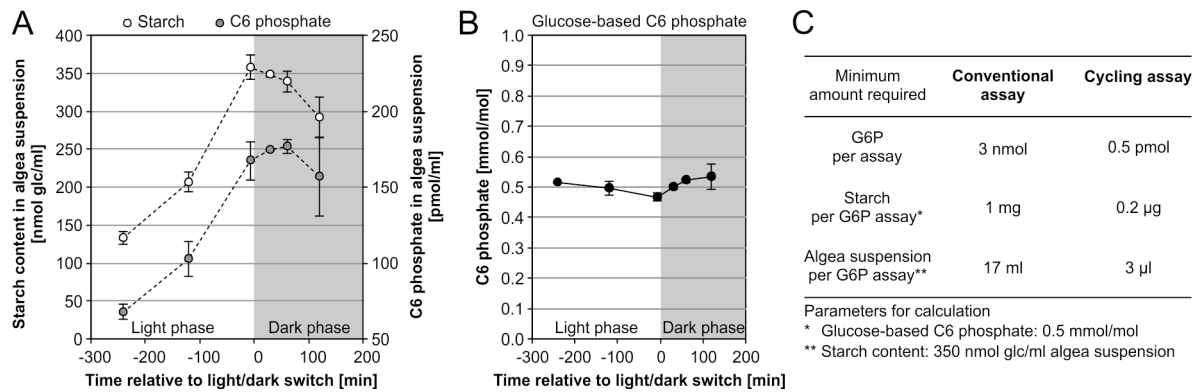 A
Starch
C6 phosphate
400
350
300
250
200
150
100
50
0
250
200
150
100
50
Starch content in algea suspension
[nmol glc/ml]
C6 phosphate in algea suspension
[pmol/ml]
Light phase
Dark phase
-300 -200 -100 0 100 200
Time relative to light/dark switch [min]
B
Glucose-based C6 phosphate
1.0
0.9
0.8
0.7
0.6
0.5
0.4
0.3
0.2
0.1
0.0
C6 phosphate [mmol/mol]
Light phase
Dark phase
-300 -200 -100 0 100 200
Time relative to light/dark switch [min]
C
Minimum
amount required
Conventional
assay
Cycling assay
G6P
per assay
3 nmol
0.5 pmol
Starch
per G6P assay*
1 mg
0.2 µg
Algea suspension
per G6P assay**
17 ml
3 µl
Parameters for calculation
* Glucose-based C6 phosphate: 0.5 mmol/mol
** Starch content: 350 nmol glc/ml algea suspension